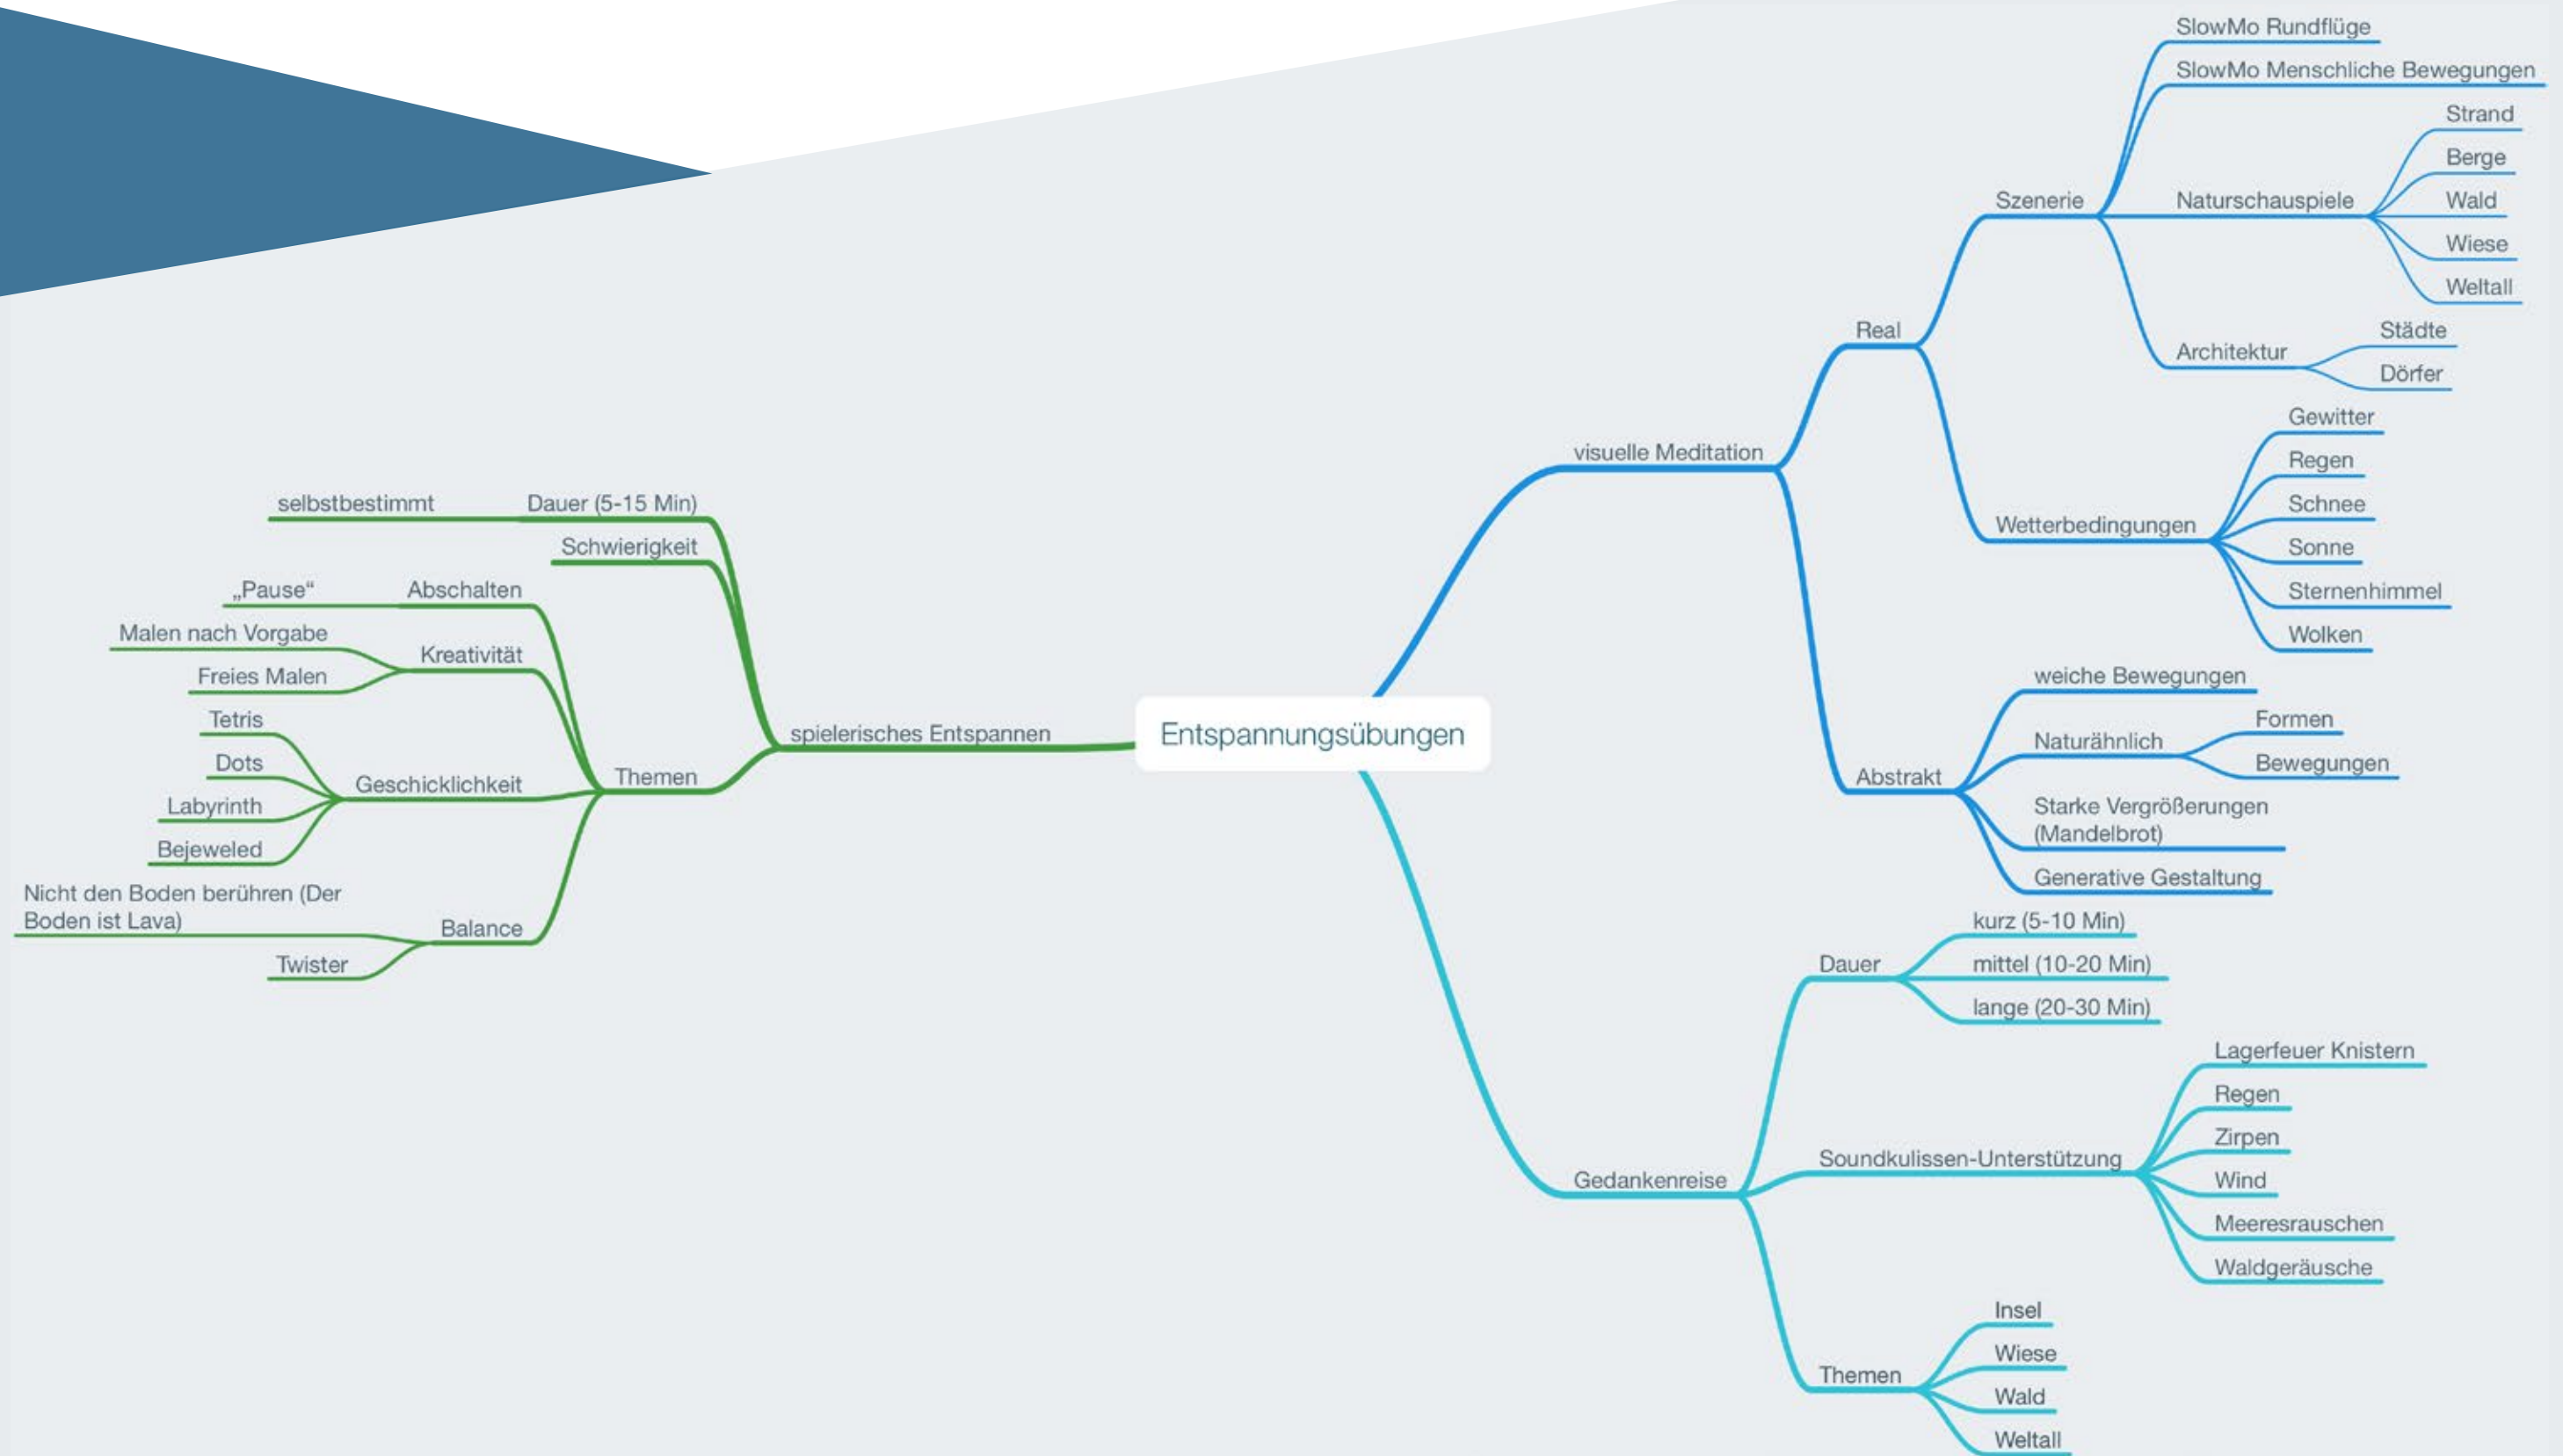 SlowMo Rundflüge
SlowMo Menschliche Bewegungen
Strand
Berge
Szenerie
Naturschauspiele
Wald
Wiese
Weltall
Real
Städte
Architektur
Dörfer
Gewitter
visuelle Meditation
Regen
Schnee
Wetterbedingungen
Sonne
Sternenhimmel
Wolken
weiche Bewegungen
Formen
Naturähnlich
Bewegungen
Abstrakt
Starke Vergrößerungen
(Mandelbrot)
Generative Gestaltung
selbstbestimmt
Dauer (5-15 Min)
Schwierigkeit
„Pause“
Abschalten
Malen nach Vorgabe
Kreativität
Freies Malen
Tetris
Dots
Geschicklichkeit
Themen
Labyrinth
Bejeweled
Nicht den Boden berühren (Der
Boden ist Lava)
Balance
Twister
spielerisches Entspannen
Entspannungsübungen
kurz (5-10 Min)
Dauer
mittel (10-20 Min)
lange (20-30 Min)
Lagerfeuer Knistern
Regen
Zirpen
Soundkulissen-Unterstützung
Gedankenreise
Wind
Meeresrauschen
Waldgeräusche
Insel
Wiese
Themen
Wald
Weltall